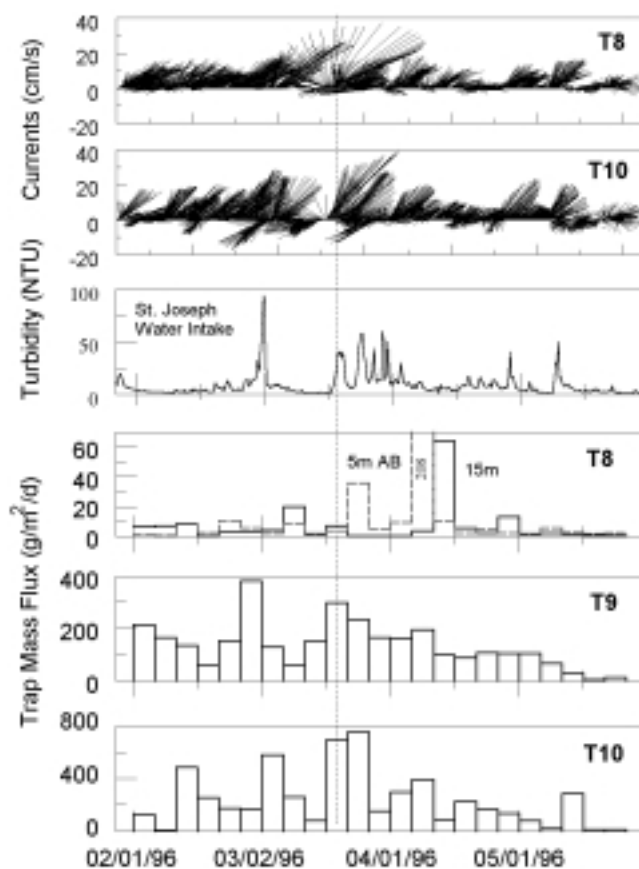 Currents (cm/s)
40
20
0
-20
T8
40
20
0
-20
T10
Turbidity (NTU)
100
50
0
St. Joseph
Water Intake
Trap Mass Flux (g/m²/d)
60
40
20
0
5m AB
206
15m
T8
400
200
0
T9
800
400
0
T10
02/01/96 03/02/96 04/01/96 05/01/96